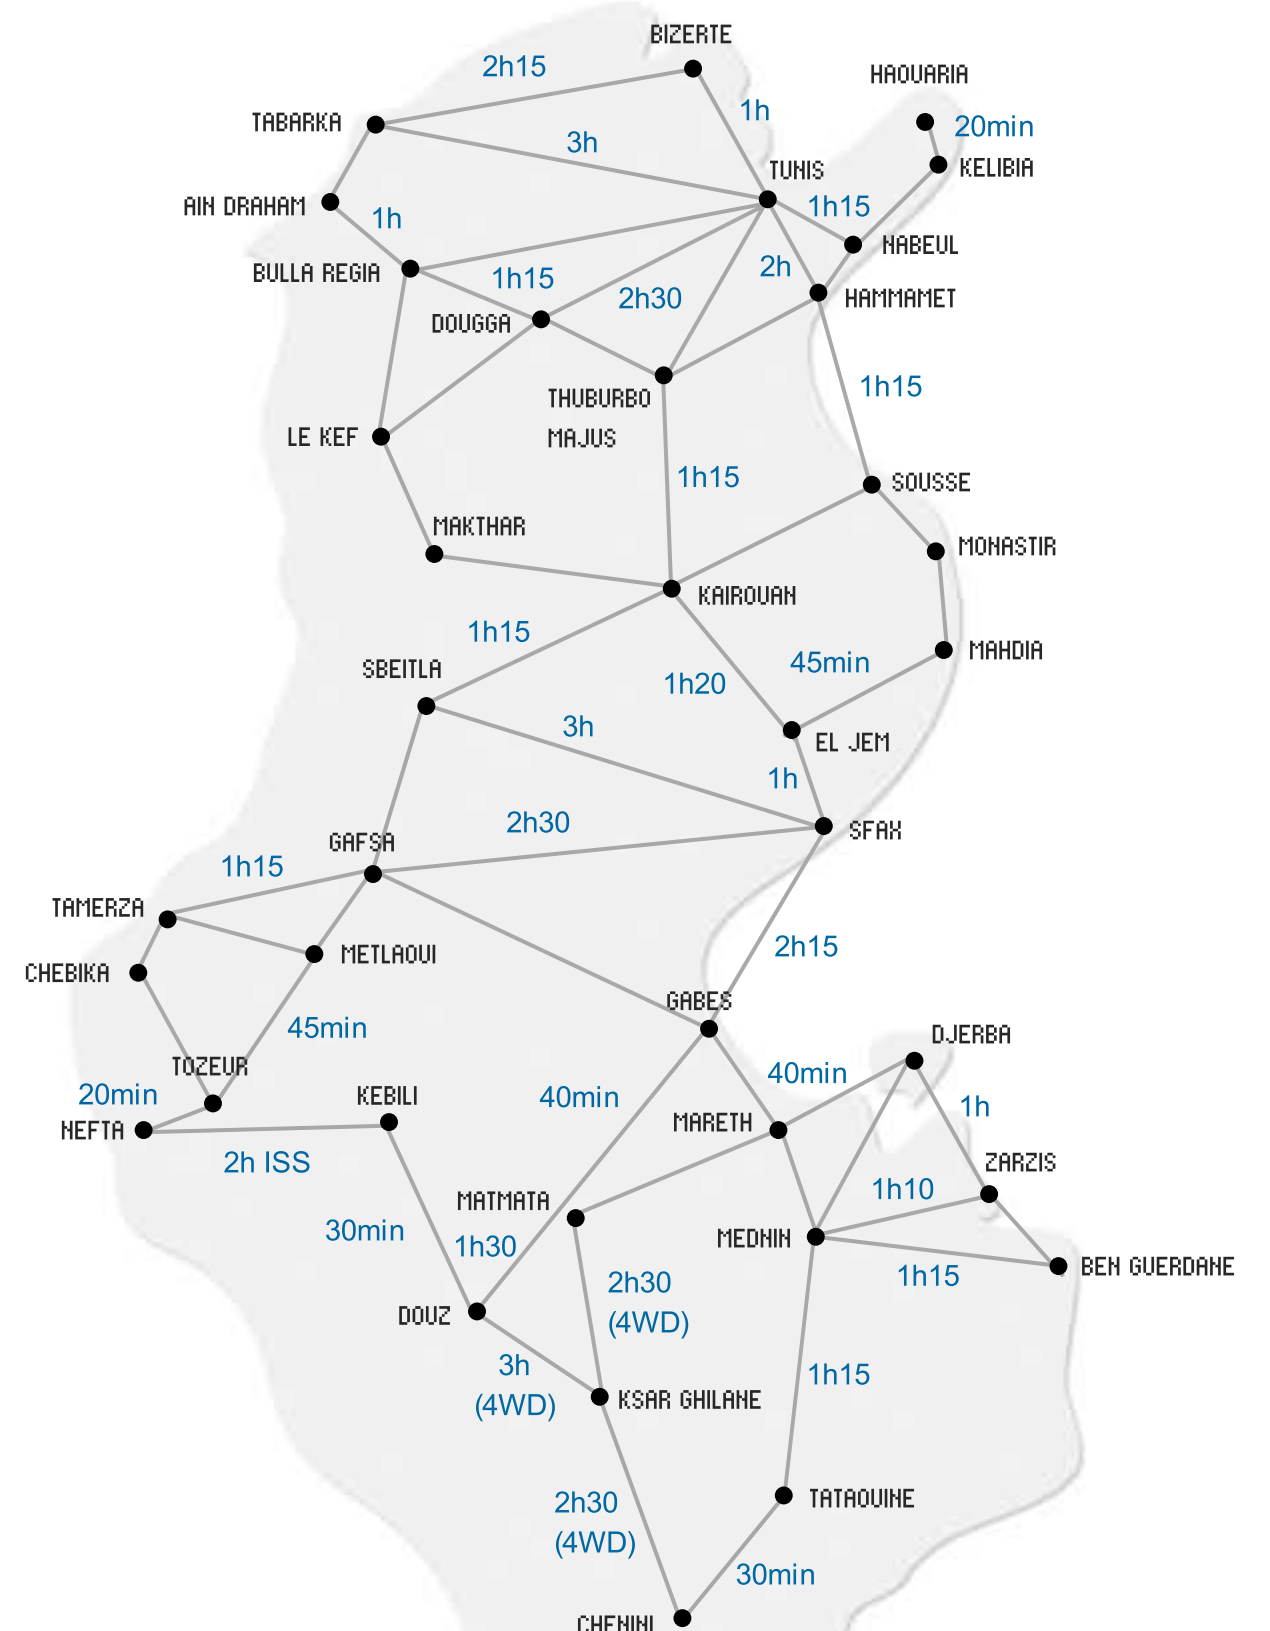 BIZERTE
2h15
HAOUARIA
1h
TABARKA
20min
3h
TUNIS
KELIBIA
AIN DRAHAM
1h15
1h
NABEUL
BULLA REGIA
1h15
2h
2h30
HAMMAMET
DOUGGA
1h15
THUBURBO
MAJUS
LE KEF
1h15
SOUSSE
MAKTHAR
MONASTIR
KAIROUAN
1h15
MAHDIA
SBEITLA
45min
1h20
3h
EL JEM
1h
2h30
SFAX
GAFSA
1h15
TAMERZA
2h15
METLAOUI
CHEBIKA
GABES
45min
DJERBA
TOZEUR
40min
20min
KEBILI
40min
1h
NEFTA
MARETH
2h ISS
ZARZIS
1h10
MATMATA
30min
1h30
MEDNIN
BEN GUERDANE
1h15
2h30
(4WD)
DOUZ
3h
(4WD)
1h15
KSAR GHILANE
2h30
(4WD)
TATAOUINE
30min
CHENINI